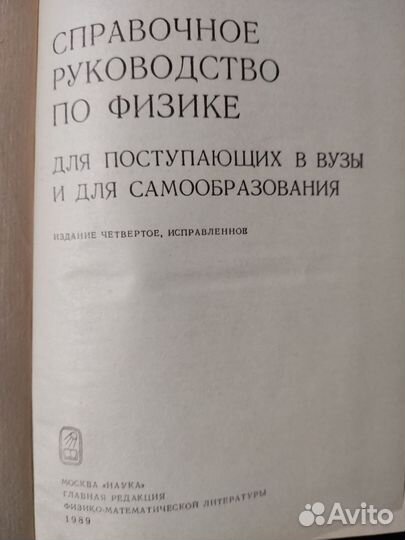 СПРАВОЧНОЕ
РУКОВОДСТВО
ПО ФИЗИКЕ
ДЛЯ ПОСТУПАЮЩИХ В ВУЗЫ
И ДЛЯ САМООБРАЗОВАНИЯ
ИЗДАНИЕ ЧЕТВЕРТОЕ, ИСПРАВЛЕННОЕ
МОСКВА «НАУКА»
ГЛАВНАЯ РЕДАКЦИЯ
ФИЗИКО-МАТЕМАТИЧЕСКОЙ ЛИТЕРАТУРЫ
1989
Avito